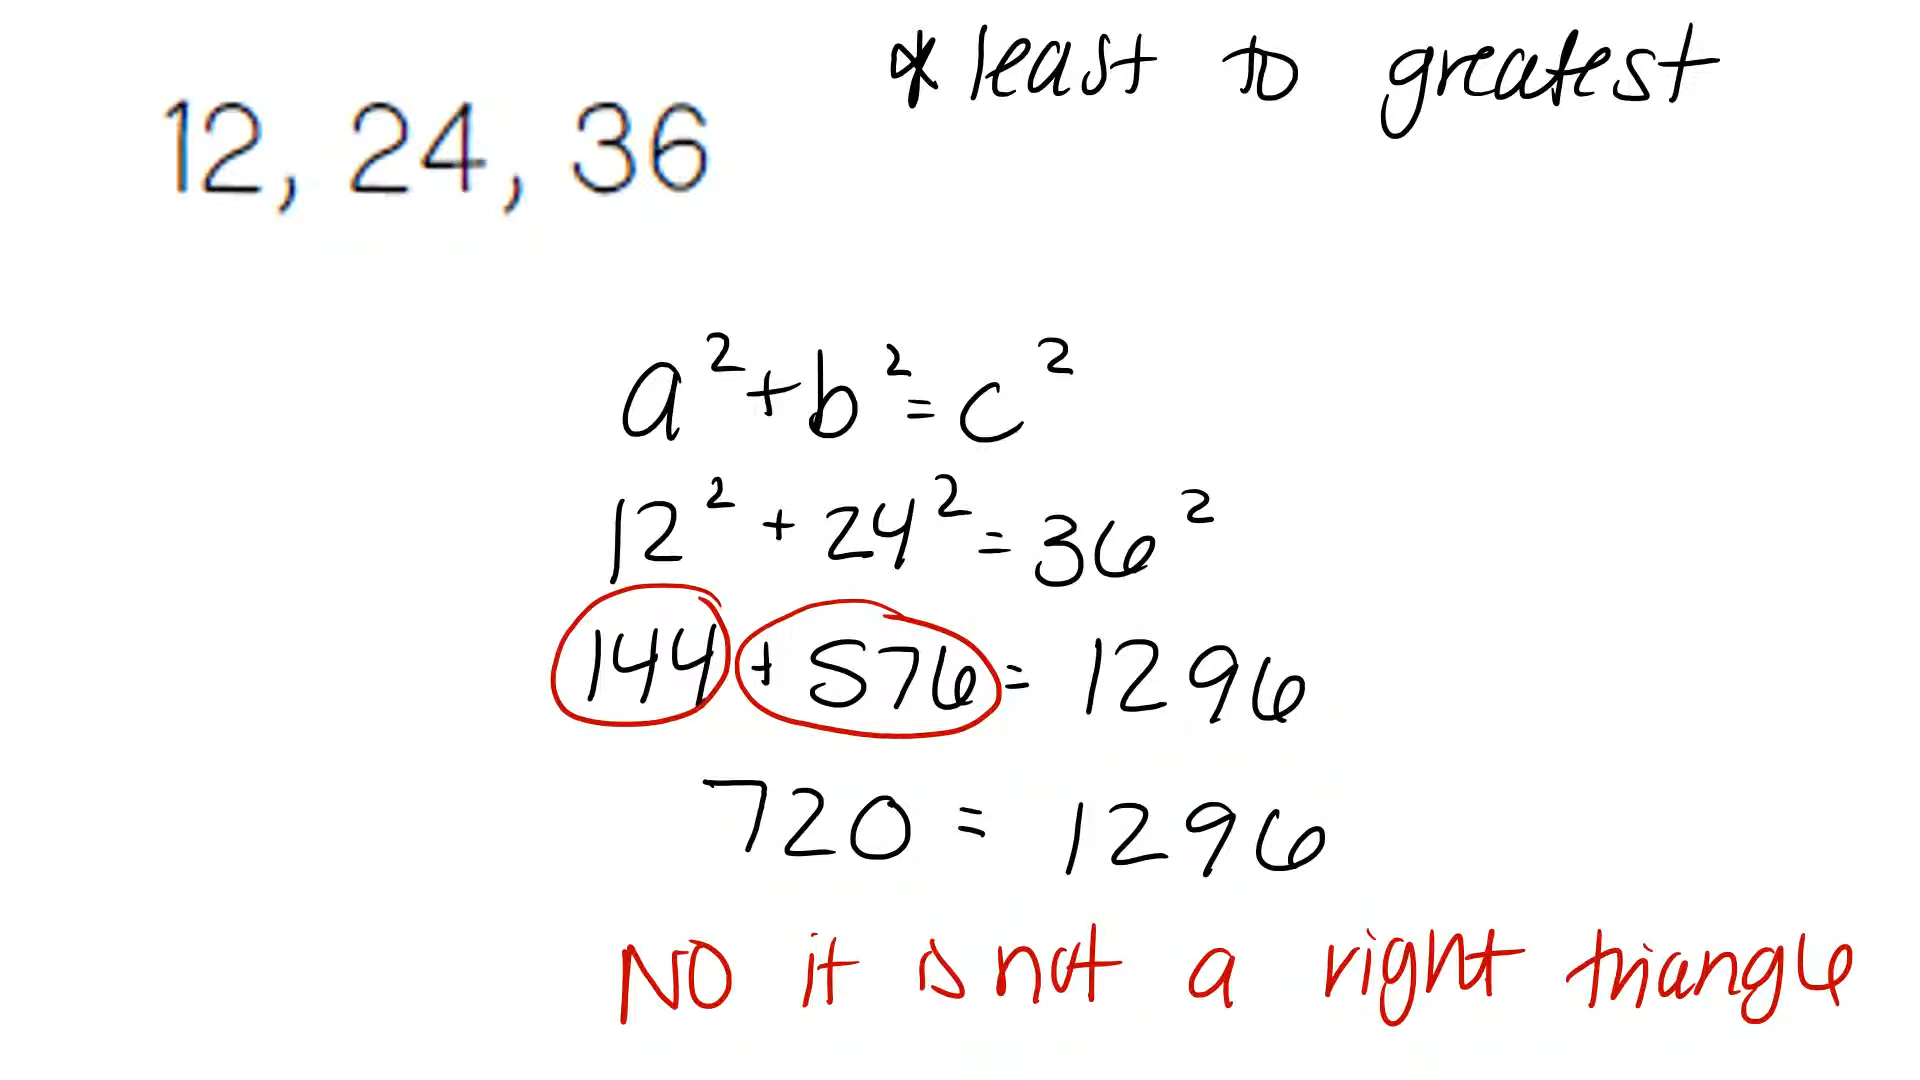 *least to greatest
12, 24, 36
a²+b²=c²
12² + 24² = 36²
144 + 576 = 1296
720 = 1296
NO it is not a right triangle